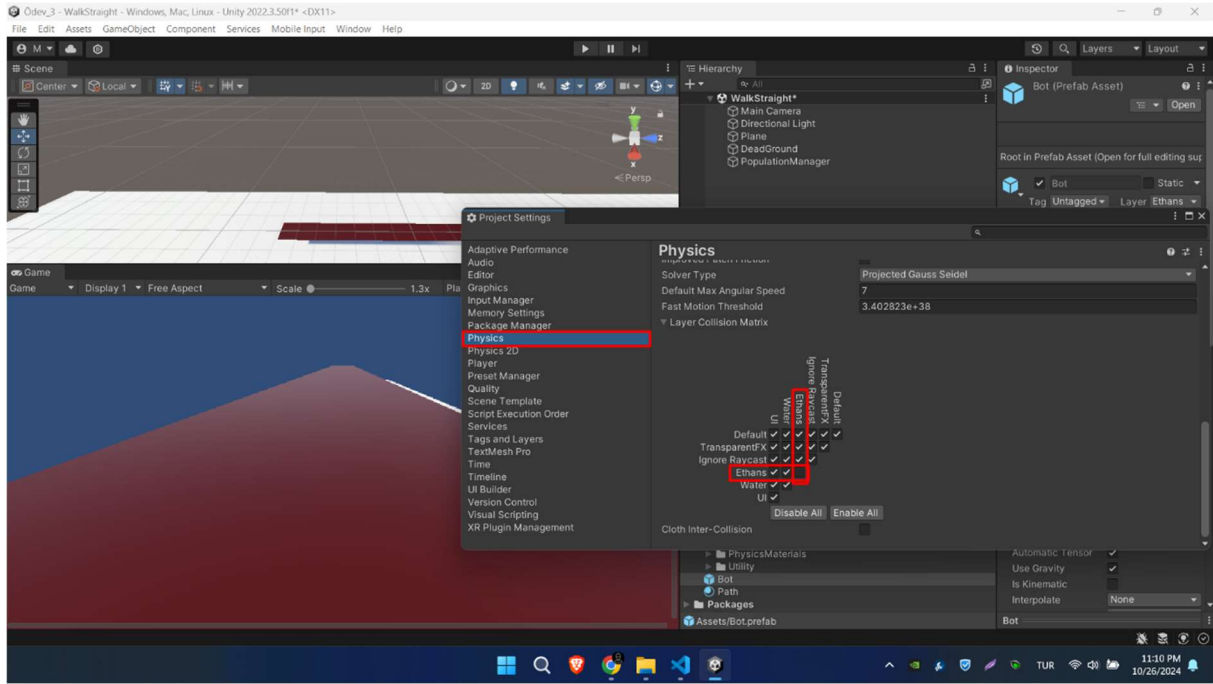 Ödev_3 - WalkStraight - Windows, Mac, Linux - Unity 2022.3.50f1* <DX11>
File Edit Assets GameObject Component Services Mobile Input Window Help
M
Layers
Layout
Scene
Center
Local
2D
y
z
x
Persp
Game
Game
Display 1
Free Aspect
Scale
1.3x
Hierarchy
All
WalkStraight*
Main Camera
Directional Light
Plane
DeadGround
PopulationManager
Inspector
Bot (Prefab Asset)
Open
Root in Prefab Asset (Open for full editing sup
Bot
Static
Tag Untagged
Layer Ethans
Project Settings
Adaptive Performance
Audio
Editor
Graphics
Input Manager
Memory Settings
Package Manager
Physics
Physics 2D
Player
Preset Manager
Quality
Scene Template
Script Execution Order
Services
Tags and Layers
TextMesh Pro
Time
Timeline
UI Builder
Version Control
Visual Scripting
XR Plugin Management
Physics
Solver Type
Projected Gauss Seidel
Default Max Angular Speed
7
Fast Motion Threshold
3.402823e+38
Layer Collision Matrix
UI
Water
Ethans
Ignore Raycast
TransparentFX
Default
Default
TransparentFX
Ignore Raycast
Ethans
Water
UI
Disable All
Enable All
Cloth Inter-Collision
PhysicsMaterials
Utility
Bot
Path
Packages
Assets/Bot.prefab
Automatic Tensor
Use Gravity
Is Kinematic
Interpolate
None
Bot
TUR
11:10 PM
10/26/2024